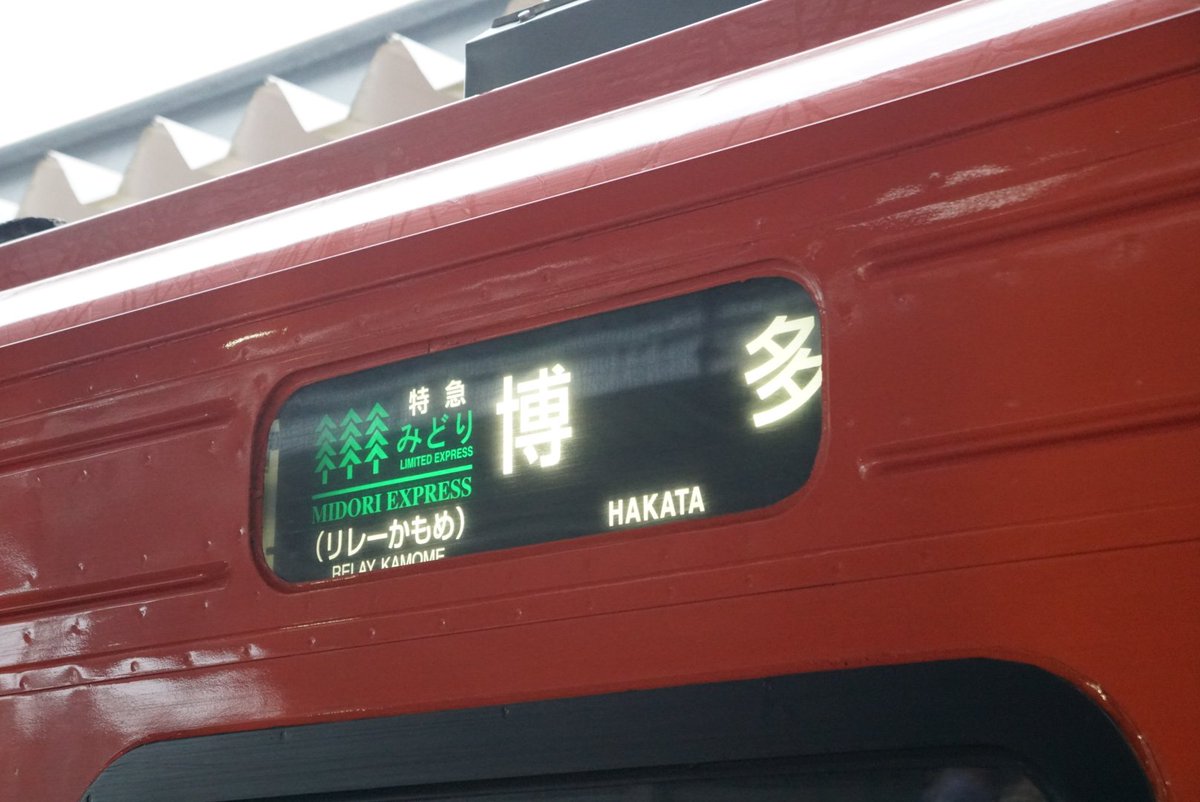 特急
みどり
LIMITED EXPRESS
MIDORI EXPRESS
(リレーかもめ)
RELAY KAMOME
博多
HAKATA